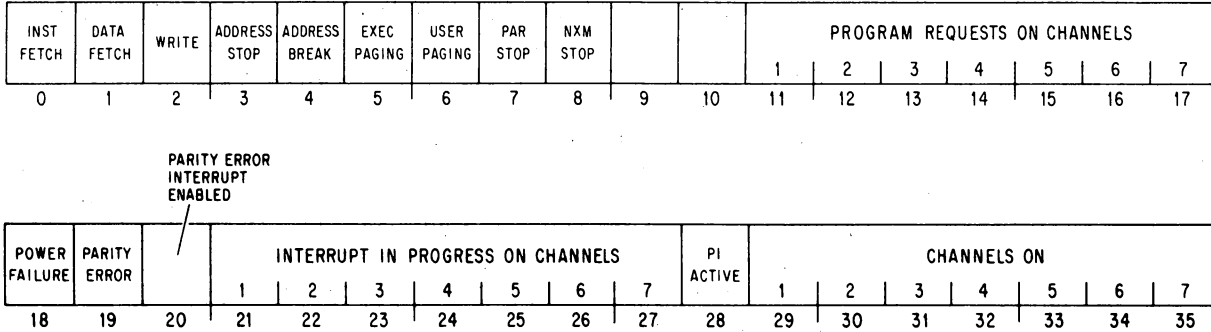 INST FETCH DATA FETCH WRITE ADDRESS STOP ADDRESS BREAK EXEC PAGING USER PAGING PAR STOP NXM STOP PROGRAM REQUESTS ON CHANNELS
1 2 3 4 5 6 7
0 1 2 3 4 5 6 7 8 9 10 11 12 13 14 15 16 17
PARITY ERROR
INTERRUPT
ENABLED
POWER FAILURE PARITY ERROR INTERRUPT IN PROGRESS ON CHANNELS PI ACTIVE CHANNELS ON
1 2 3 4 5 6 7 1 2 3 4 5 6 7
18 19 20 21 22 23 24 25 26 27 28 29 30 31 32 33 34 35